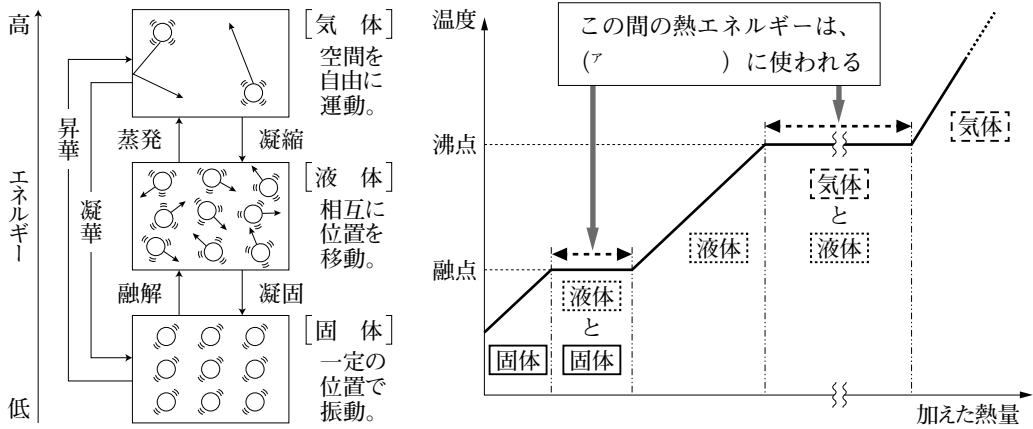 高
エネルギー
低
昇華
凝華
蒸発
凝縮
融解
凝固
[気　体]
空間を
自由に
運動。
[液　体]
相互に
位置を
移動。
[固　体]
一定の
位置で
振動。
温度
この間の熱エネルギーは、
(ア　　　　　)に使われる
沸点
融点
気体
気体
と
液体
液体
液体
と
固体
固体
加えた熱量